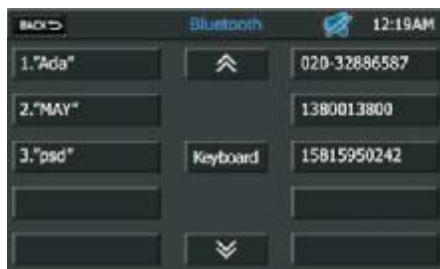 BACK Bluetooth 12:19AM
1."Ada" 020-32886587
2."MAY" 1380013800
3."psd" Keyboard 15815950242